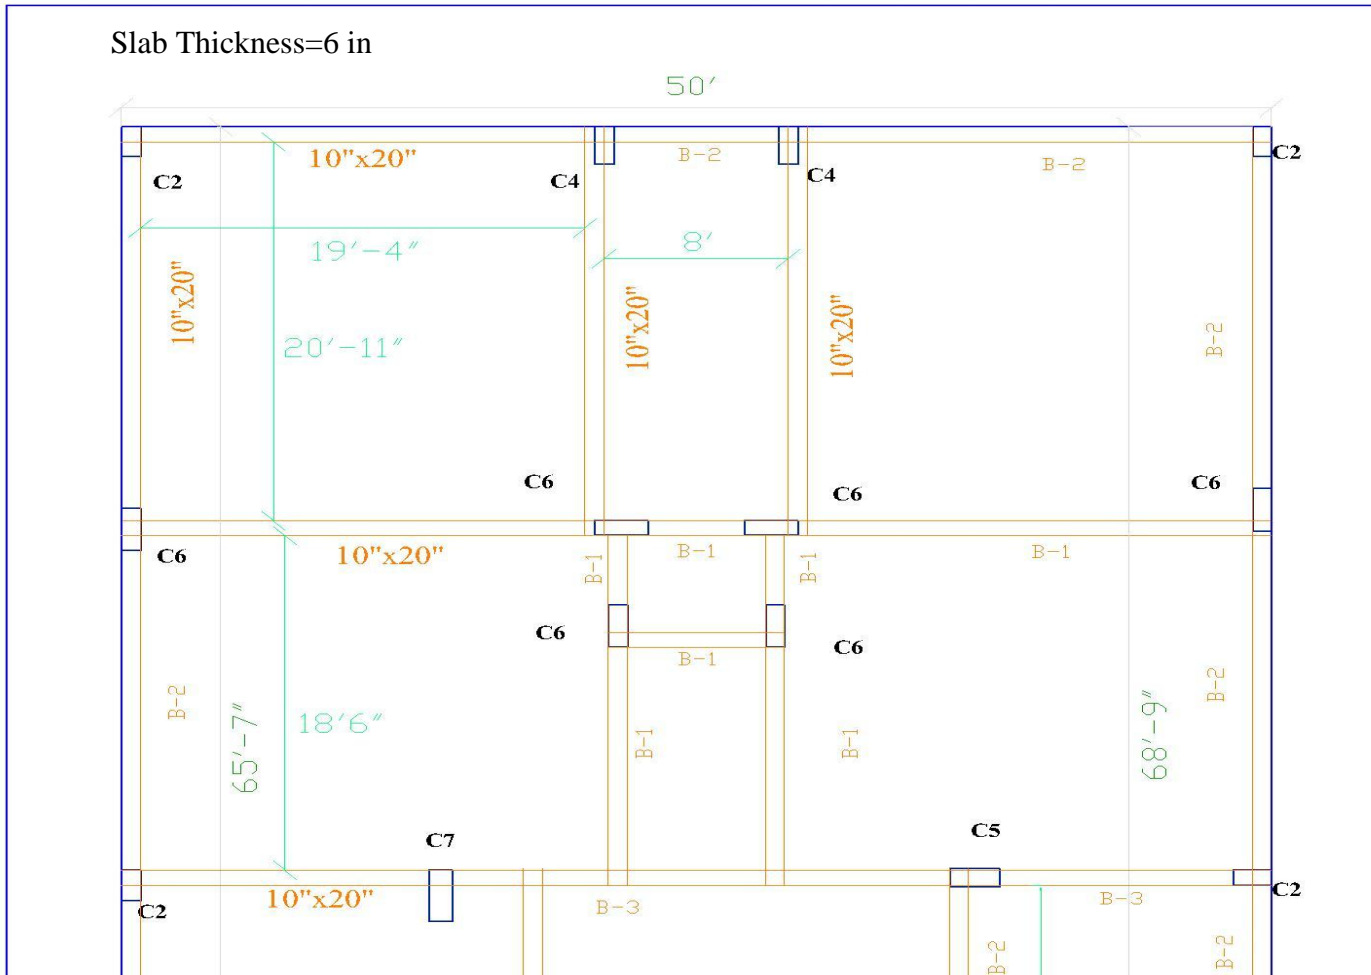 Slab Thickness=6 in
50'
10"x20"
B-2
B-2
C2
C2
C4
C4
19'-4"
8'
10"x20"
20'-11"
10"x20"
10"x20"
B-2
C6
C6
C6
C6
10"x20"
B-1
B-1
B-1
B-1
C6
C6
B-1
B-2
65'-7"
18'6"
B-1
B-1
68'-9"
B-2
C7
C5
C2
10"x20"
B-3
B-3
C2
B-2
B-2